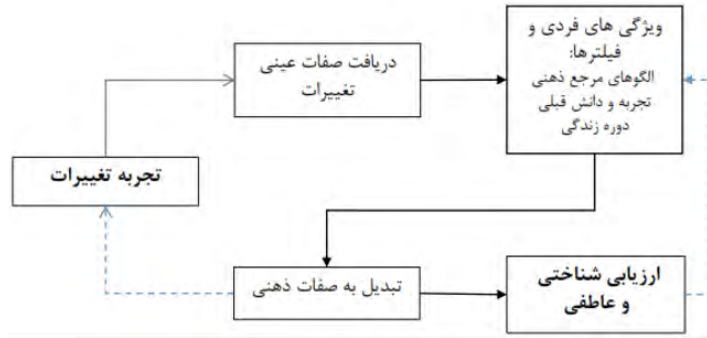 ویژگی های فردی و
فیلترها:
الگوهای مرجع ذهنی
تجربه و دانش قبلی
دوره زندگی
دریافت صفات عینی
تغییرات
تجربه تغییرات
تبدیل به صفات ذهنی
ارزیابی شناختی
و عاطفی